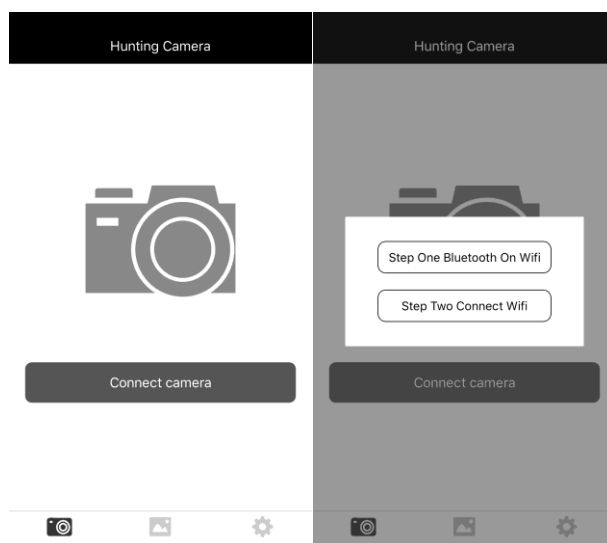 Hunting Camera
Connect camera
Hunting Camera
Step One Bluetooth On Wifi
Step Two Connect Wifi
Connect camera